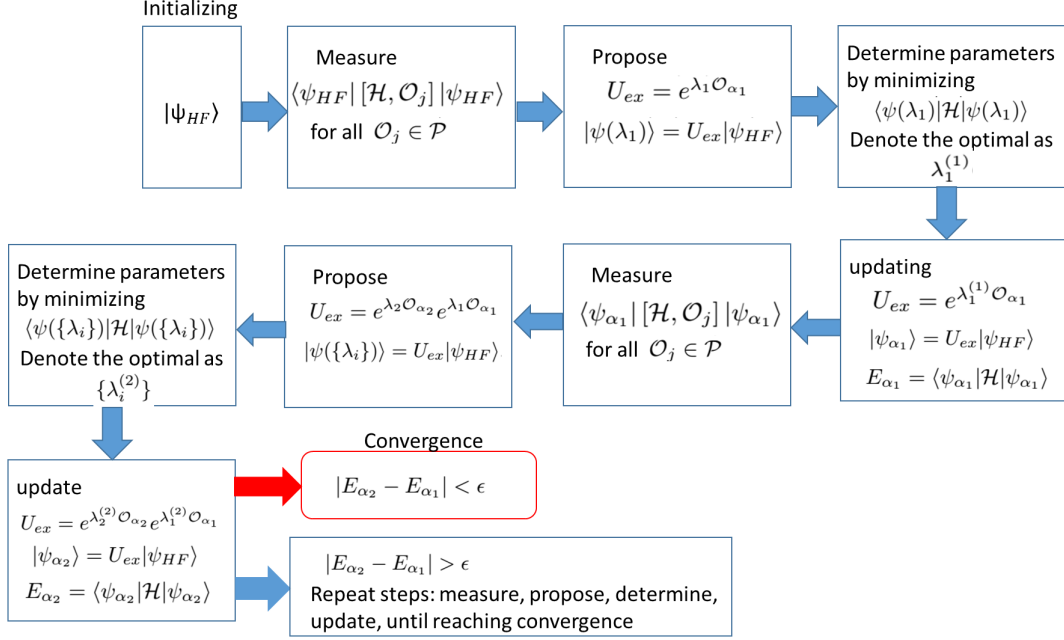 Initializing
|ψ_HF⟩
Measure
⟨ψ_HF| [ℋ, 𝒪_j] |ψ_HF⟩
for all 𝒪_j ∈ 𝒫
Propose
U_ex = e^{λ_1 𝒪_{α_1}}
|ψ(λ_1)⟩ = U_ex|ψ_HF⟩
Determine parameters
by minimizing
⟨ψ(λ_1)|ℋ|ψ(λ_1)⟩
Denote the optimal as
λ_1^{(1)}
updating
U_ex = e^{λ_1^{(1)} 𝒪_{α_1}}
|ψ_{α_1}⟩ = U_ex|ψ_HF⟩
E_{α_1} = ⟨ψ_{α_1}|ℋ|ψ_{α_1}⟩
Measure
⟨ψ_{α_1}| [ℋ, 𝒪_j] |ψ_{α_1}⟩
for all 𝒪_j ∈ 𝒫
Propose
U_ex = e^{λ_2 𝒪_{α_2}} e^{λ_1 𝒪_{α_1}}
|ψ({λ_i})⟩ = U_ex|ψ_HF⟩
Determine parameters
by minimizing
⟨ψ({λ_i})|ℋ|ψ({λ_i})⟩
Denote the optimal as
{λ_i^{(2)}}
update
U_ex = e^{λ_2^{(2)} 𝒪_{α_2}} e^{λ_1^{(2)} 𝒪_{α_1}}
|ψ_{α_2}⟩ = U_ex|ψ_HF⟩
E_{α_2} = ⟨ψ_{α_2}|ℋ|ψ_{α_2}⟩
Convergence
|E_{α_2} − E_{α_1}| < ϵ
|E_{α_2} − E_{α_1}| > ϵ
Repeat steps: measure, propose, determine,
update, until reaching convergence